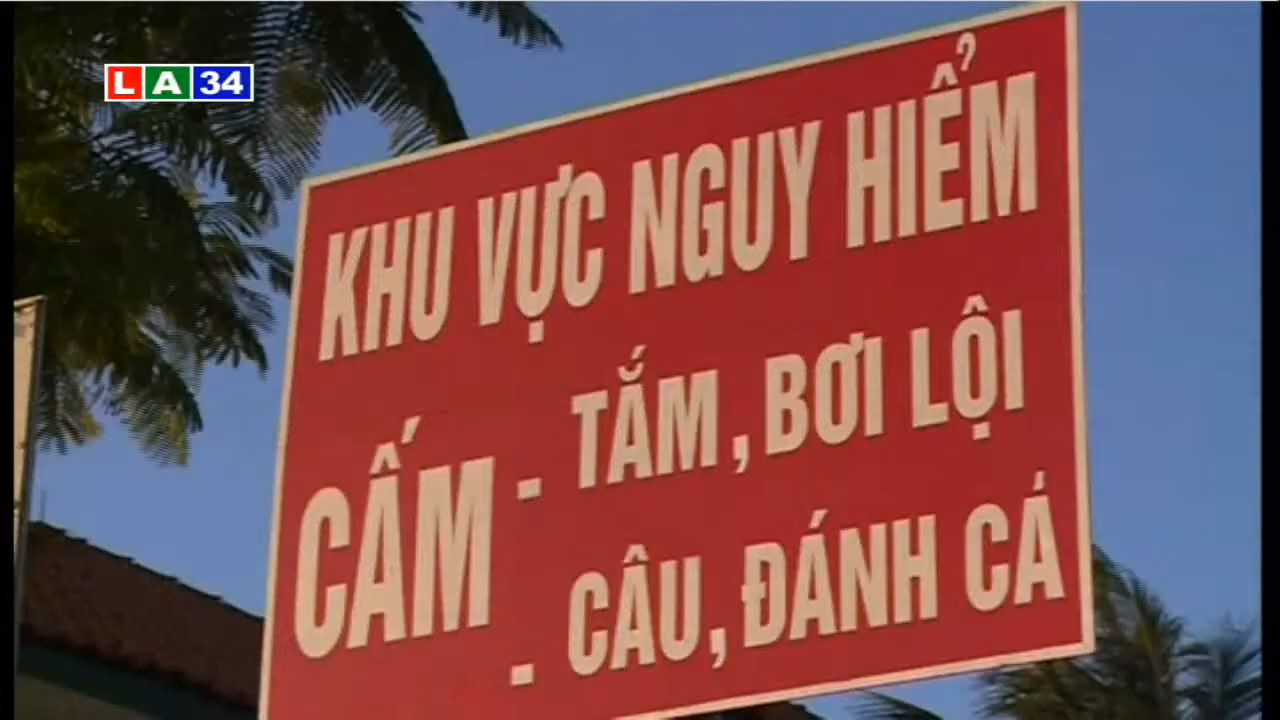 LA34
KHU VỰC NGUY HIỂM
CẤM - TẮM, BƠI LỘI
- CÂU, ĐÁNH CÁ